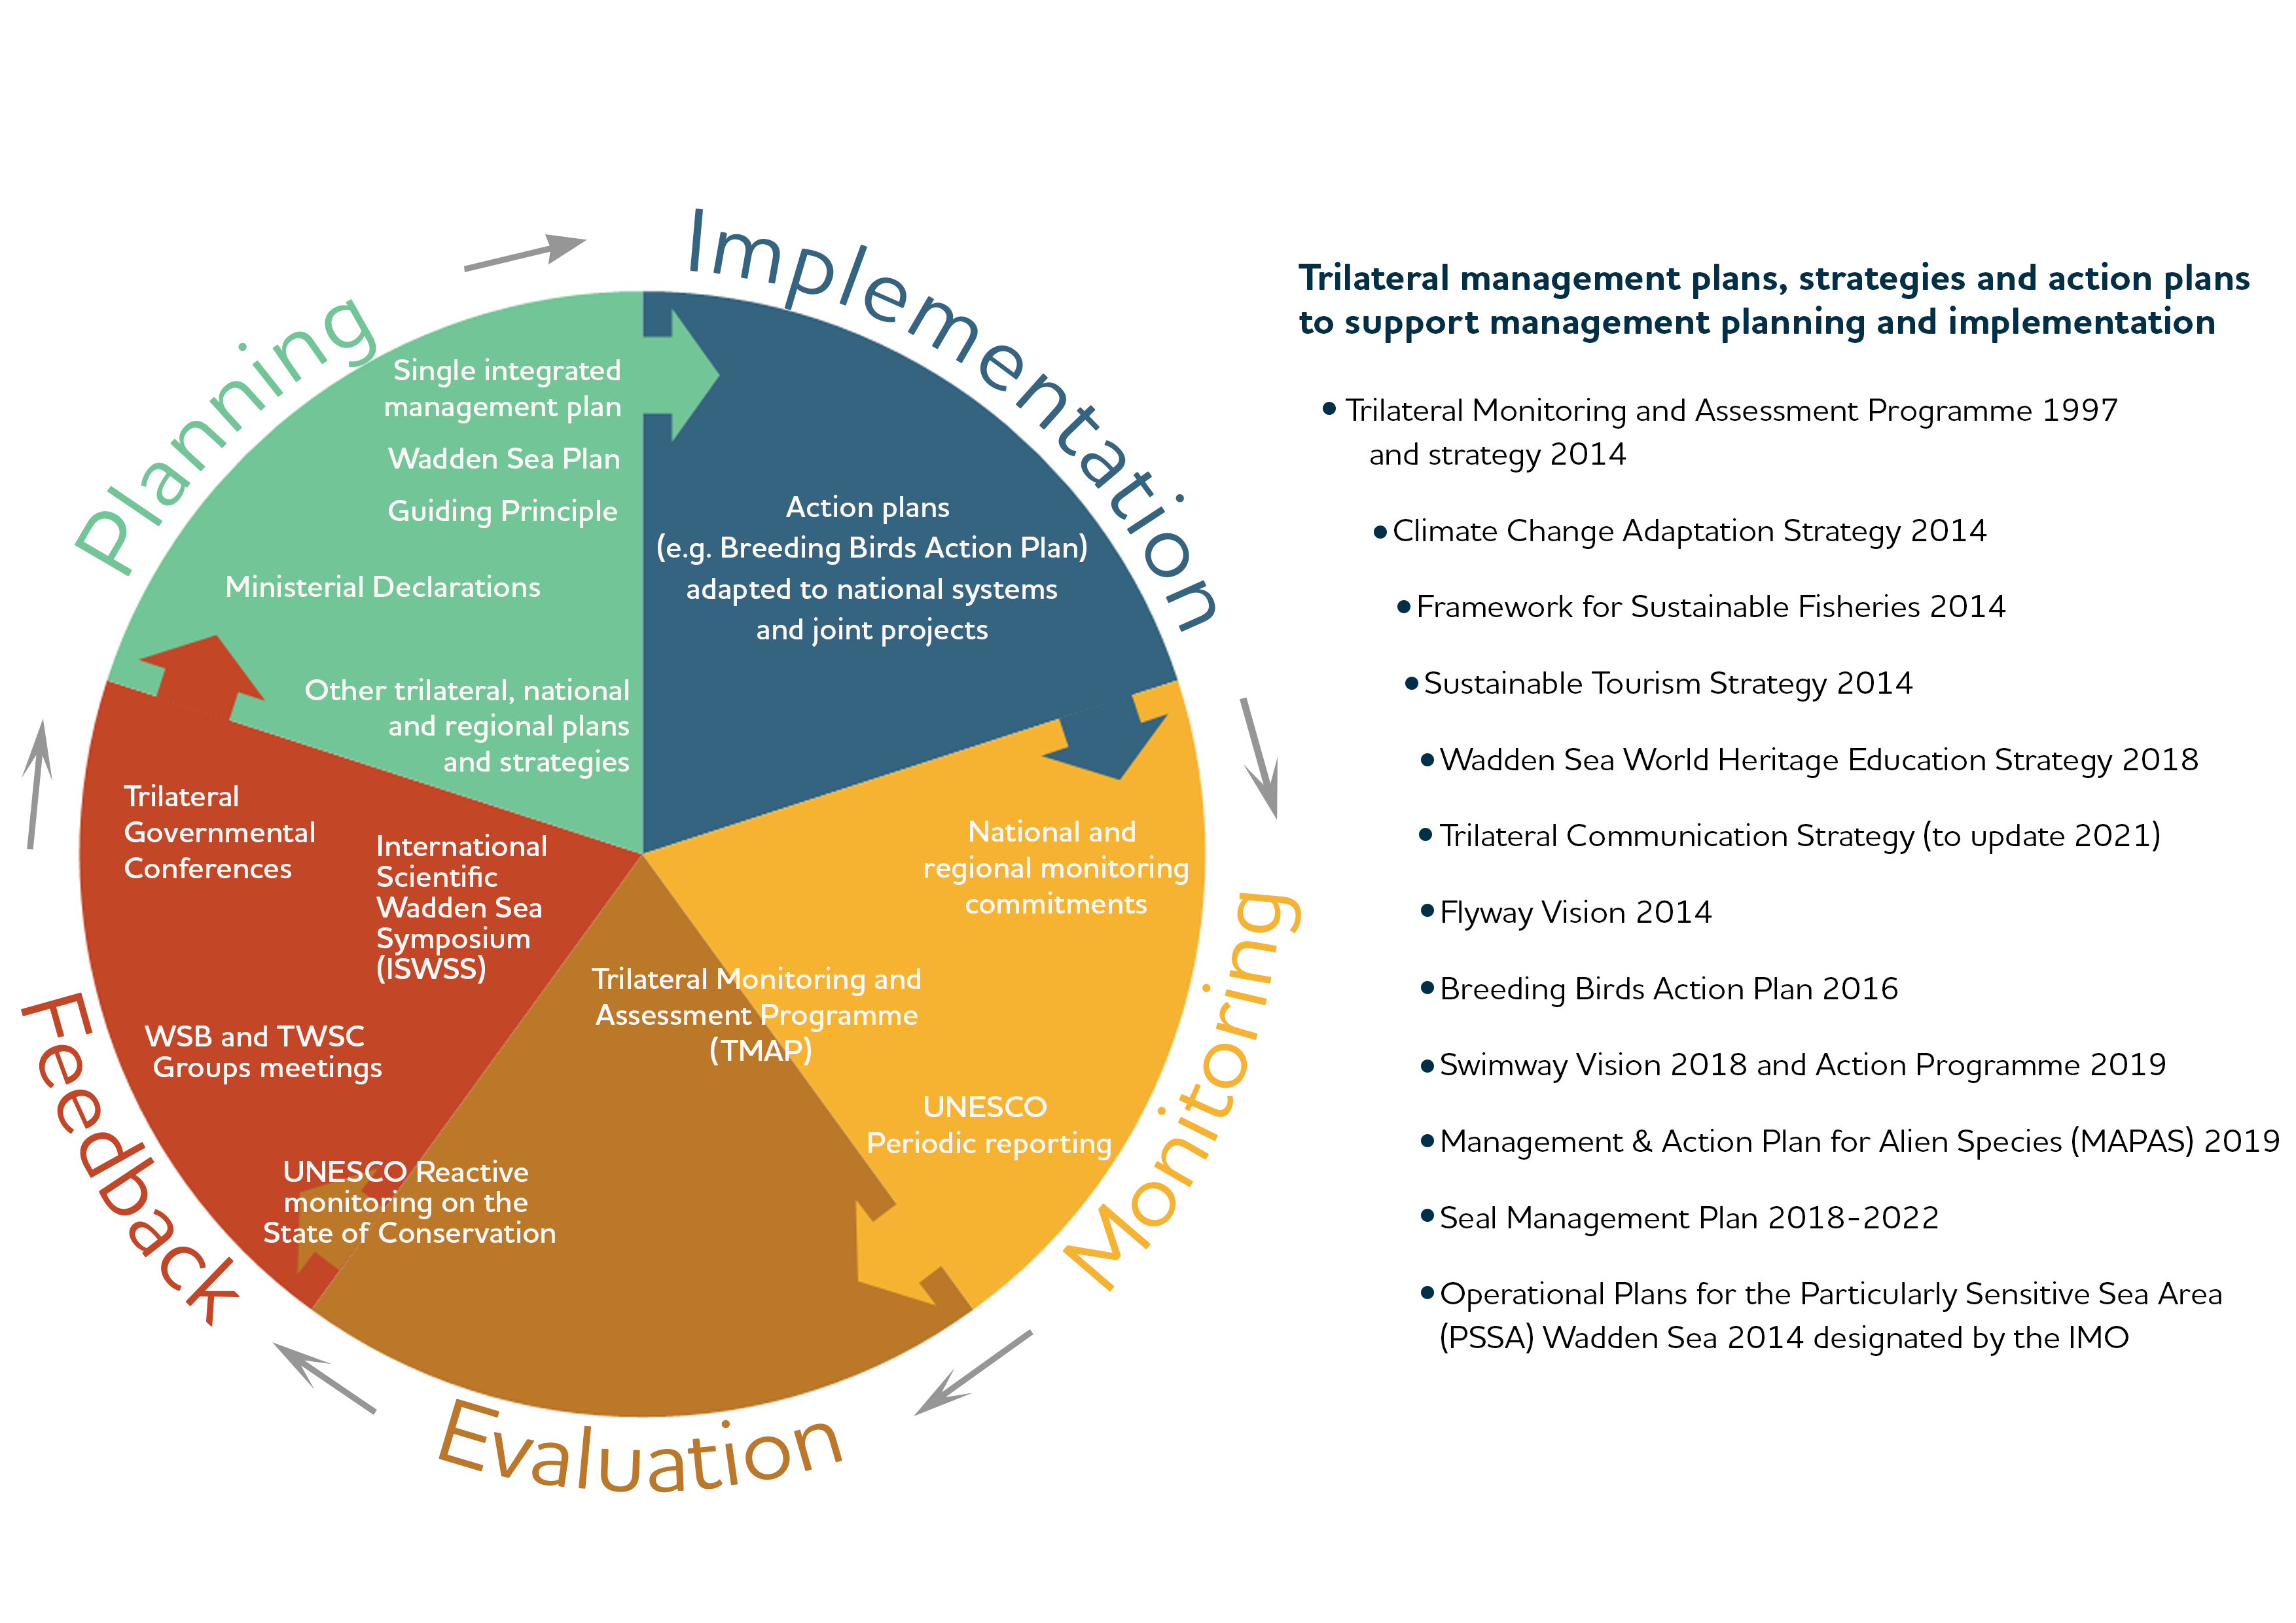 Planning
Single integrated
management plan
Wadden Sea Plan
Guiding Principle
Ministerial Declarations
Other trilateral, national
and regional plans
and strategies
Implementation
Action plans
(e.g. Breeding Birds Action Plan)
adapted to national systems
and joint projects
Monitoring
National and
regional monitoring
commitments
Trilateral Monitoring and
Assessment Programme
(TMAP)
UNESCO
Periodic reporting
Evaluation
UNESCO Reactive
monitoring on the
State of Conservation
Feedback
Trilateral
Governmental
Conferences
International
Scientific
Wadden Sea
Symposium
(ISWSS)
WSB and TWSC
Groups meetings
Trilateral management plans, strategies and action plans
to support management planning and implementation
• Trilateral Monitoring and Assessment Programme 1997
and strategy 2014
• Climate Change Adaptation Strategy 2014
• Framework for Sustainable Fisheries 2014
• Sustainable Tourism Strategy 2014
• Wadden Sea World Heritage Education Strategy 2018
• Trilateral Communication Strategy (to update 2021)
• Flyway Vision 2014
• Breeding Birds Action Plan 2016
• Swimway Vision 2018 and Action Programme 2019
• Management & Action Plan for Alien Species (MAPAS) 2019
• Seal Management Plan 2018-2022
• Operational Plans for the Particularly Sensitive Sea Area
(PSSA) Wadden Sea 2014 designated by the IMO